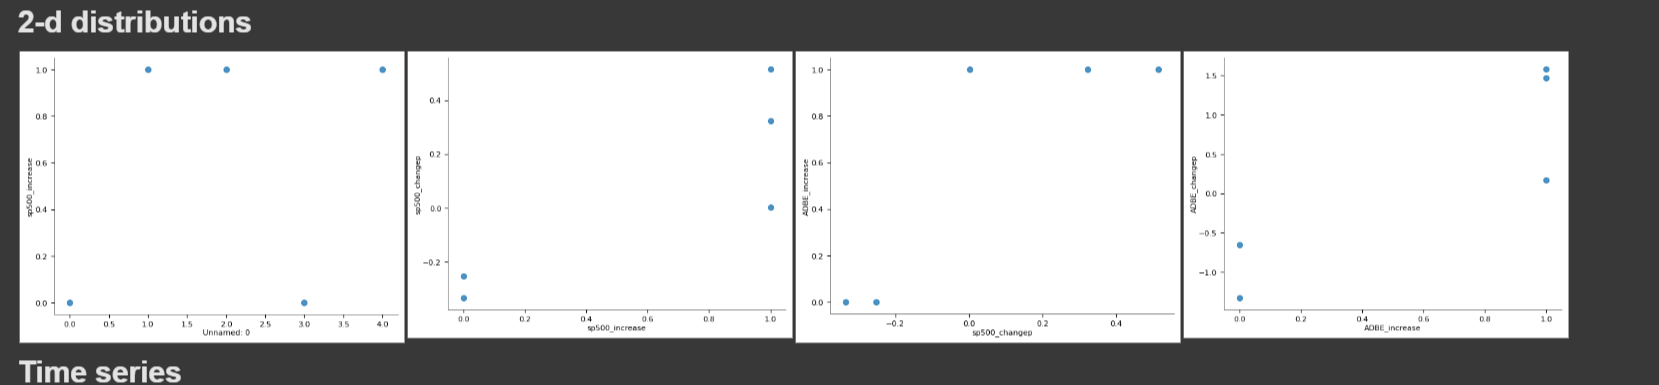 2-d distributions
sp500_increase
1.0
0.8
0.6
0.4
0.2
0.0
0.0 0.5 1.0 1.5 2.0 2.5 3.0 3.5 4.0
Unnamed: 0
sp500_changep
0.4
0.2
0.0
−0.2
0.0 0.2 0.4 0.6 0.8 1.0
sp500_increase
ADBE_increase
1.0
0.8
0.6
0.4
0.2
0.0
−0.2 0.0 0.2 0.4
sp500_changep
ADBE_changep
1.5
1.0
0.5
0.0
−0.5
−1.0
0.0 0.2 0.4 0.6 0.8 1.0
ADBE_increase
Time series